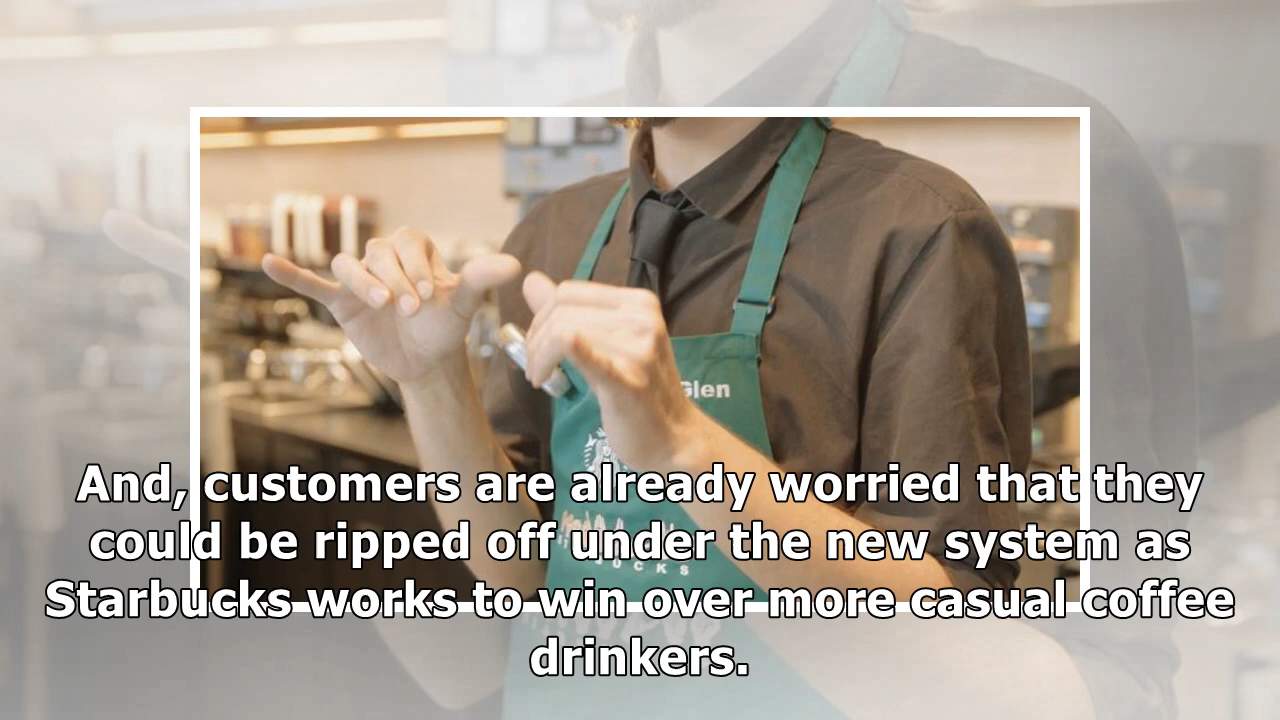 Glen
And, customers are already worried that they
could be ripped off under the new system as
Starbucks works to win over more casual coffee
drinkers.